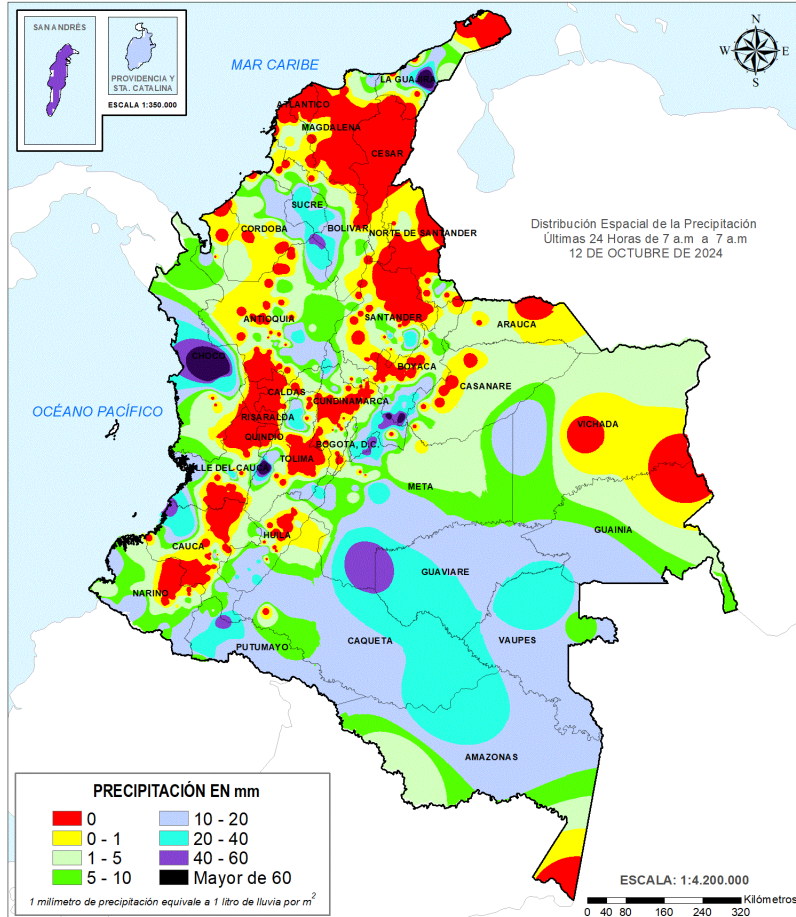 SAN ANDRÉS
PROVIDENCIA Y
STA. CATALINA
ESCALA 1:350.000
MAR CARIBE
N
W E
S
LA GUAJIRA
ATLANTICO
MAGDALENA
CESAR
SUCRE
CORDOBA
BOLIVAR
NORTE DE SANTANDER
Distribución Espacial de la Precipitación
Últimas 24 Horas de 7 a.m a 7 a.m
12 DE OCTUBRE DE 2024
ANTIOQUIA
SANTANDER
ARAUCA
CHOCO
BOYACA
CASANARE
CALDAS
CUNDINAMARCA
OCÉANO PACÍFICO
RISARALDA
VICHADA
QUINDIO
BOGOTA, D.C.
TOLIMA
VALLE DEL CAUCA
META
GUAINIA
HUILA
CAUCA
GUAVIARE
NARIÑO
CAQUETA
VAUPES
PUTUMAYO
AMAZONAS
PRECIPITACIÓN EN mm
0
0 - 1
1 - 5
5 - 10
10 - 20
20 - 40
40 - 60
Mayor de 60
1 milímetro de precipitación equivale a 1 litro de lluvia por m²
ESCALA: 1:4.200.000
Kilómetros
0 40 80 160 240 320